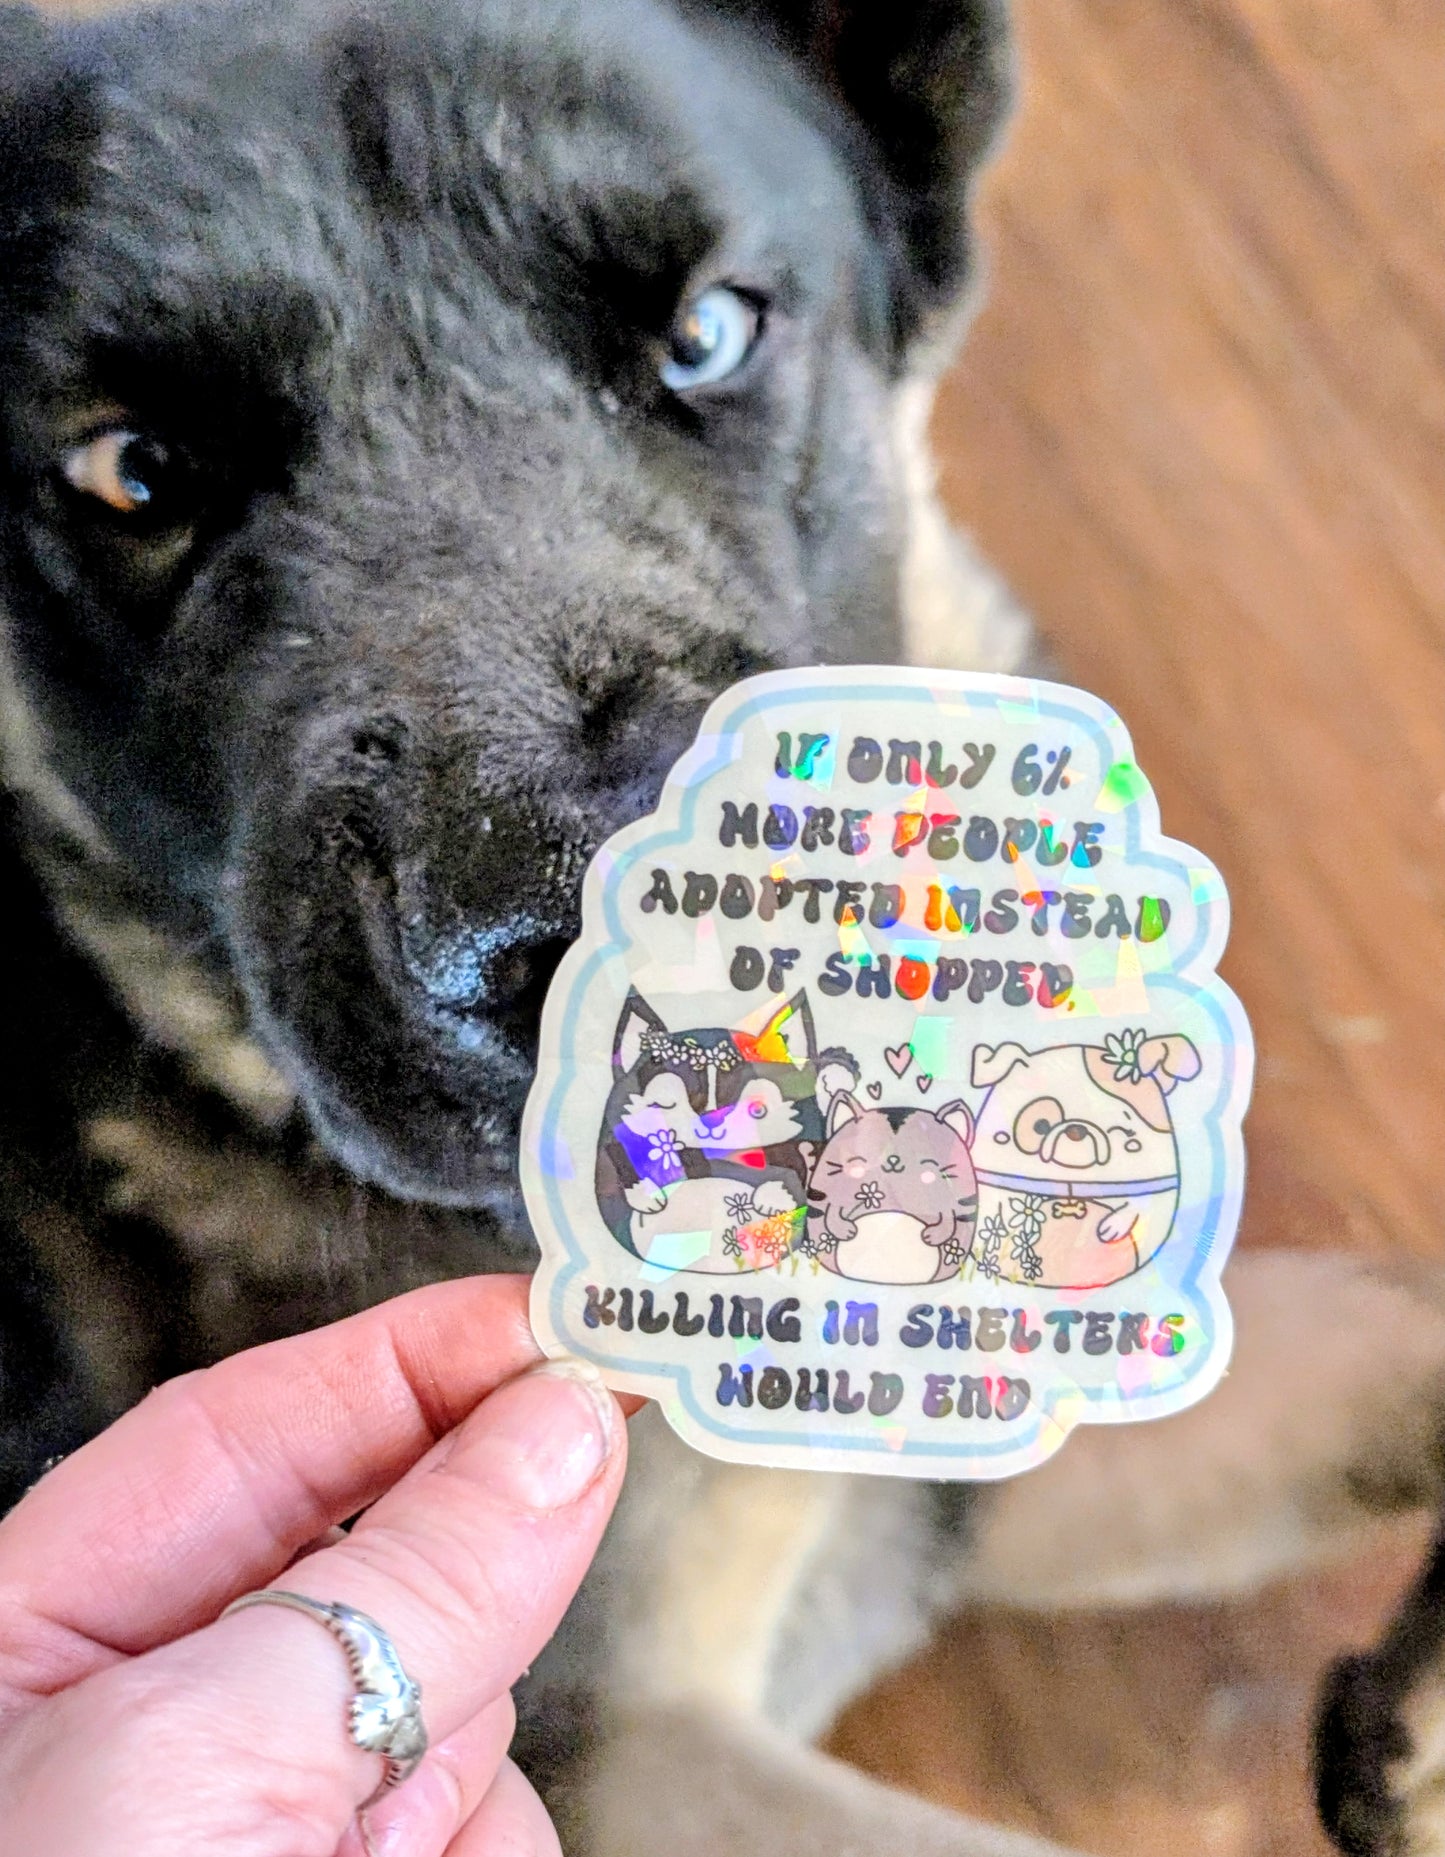 IF ONLY 6%
MORE PEOPLE
ADOPTED INSTEAD
OF SHOPPED,
KILLING IN SHELTERS
WOULD END